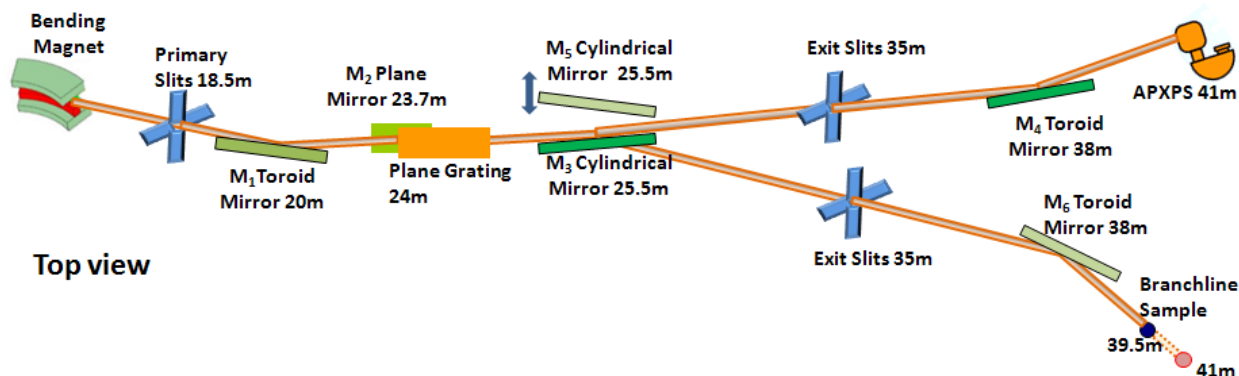 Bending
Magnet
Primary
Slits 18.5m
M₁ Toroid
Mirror 20m
M₂ Plane
Mirror 23.7m
Plane Grating
24m
M₅ Cylindrical
Mirror 25.5m
M₃ Cylindrical
Mirror 25.5m
Exit Slits 35m
Exit Slits 35m
M₄ Toroid
Mirror 38m
APXPS 41m
M₆ Toroid
Mirror 38m
Branchline
Sample
39.5m
41m
Top view